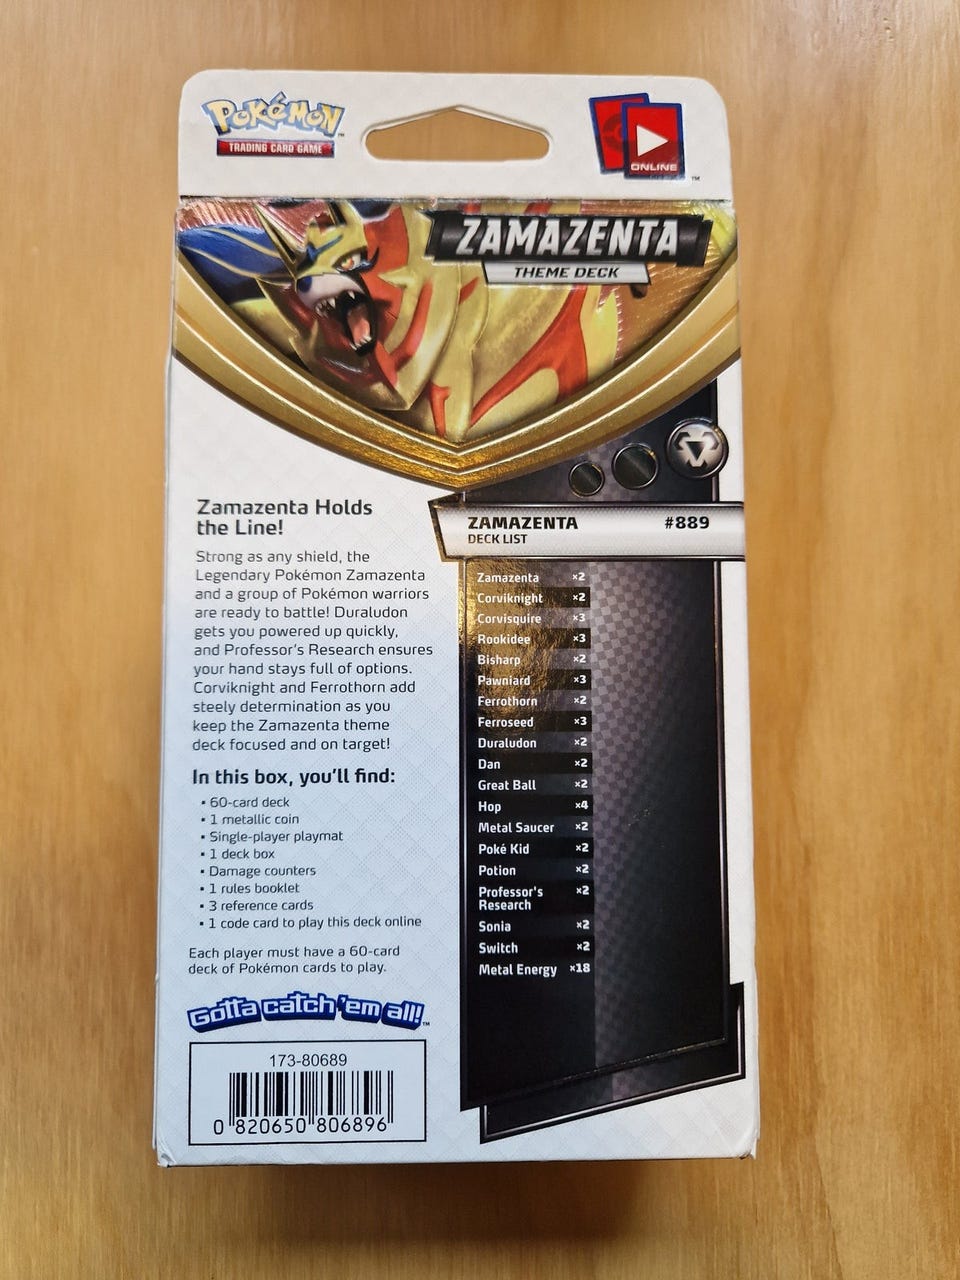 POKéMON™
TRADING CARD GAME
ONLINE™
ZAMAZENTA
THEME DECK
Zamazenta Holds
the Line!
Strong as any shield, the
Legendary Pokémon Zamazenta
and a group of Pokémon warriors
are ready to battle! Duraludon
gets you powered up quickly,
and Professor's Research ensures
your hand stays full of options.
Corviknight and Ferrothorn add
steely determination as you
keep the Zamazenta theme
deck focused and on target!
In this box, you'll find:
• 60-card deck
• 1 metallic coin
• Single-player playmat
• 1 deck box
• Damage counters
• 1 rules booklet
• 3 reference cards
• 1 code card to play this deck online
Each player must have a 60-card
deck of Pokémon cards to play.
Gotta catch 'em all!™
173-80689
0 820650 806896
ZAMAZENTA #889
DECK LIST
Zamazenta ×2
Corviknight ×2
Corvisquire ×3
Rookidee ×3
Bisharp ×2
Pawniard ×3
Ferrothorn ×2
Ferroseed ×3
Duraludon ×2
Dan ×2
Great Ball ×2
Hop ×4
Metal Saucer ×2
Poké Kid ×2
Potion ×2
Professor's ×2
Research
Sonia ×2
Switch ×2
Metal Energy ×18